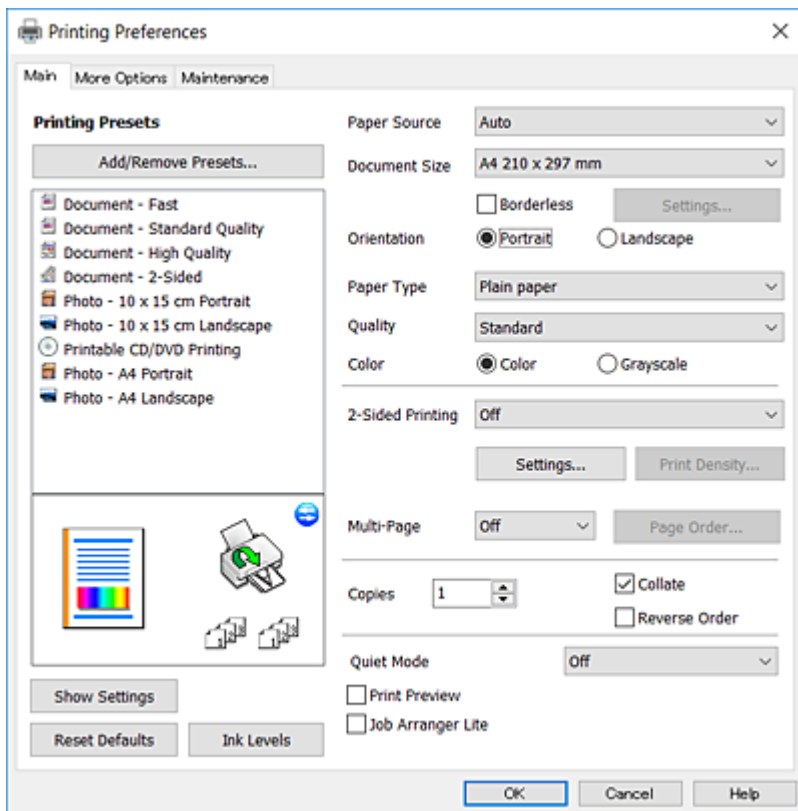 Printing Preferences
Main More Options Maintenance
Printing Presets
Add/Remove Presets...
Document - Fast
Document - Standard Quality
Document - High Quality
Document - 2-Sided
Photo - 10 x 15 cm Portrait
Photo - 10 x 15 cm Landscape
Printable CD/DVD Printing
Photo - A4 Portrait
Photo - A4 Landscape
Show Settings
Reset Defaults Ink Levels
Paper Source Auto
Document Size A4 210 x 297 mm
Borderless Settings...
Orientation Portrait Landscape
Paper Type Plain paper
Quality Standard
Color Color Grayscale
2-Sided Printing Off
Settings... Print Density...
Multi-Page Off Page Order...
Copies 1 Collate
Reverse Order
Quiet Mode Off
Print Preview
Job Arranger Lite
OK Cancel Help